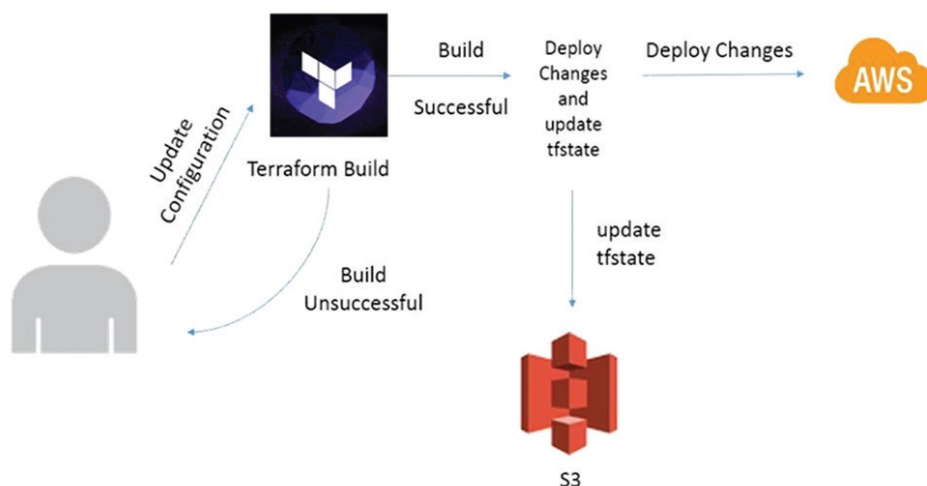 Update
Configuration
Terraform Build
Build
Unsuccessful
Build
Successful
Deploy
Changes
and
update
tfstate
Deploy Changes
AWS
update
tfstate
S3